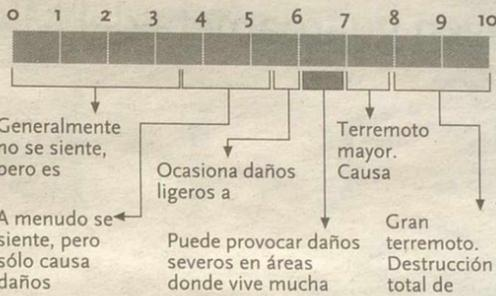 0 1 2 3 4 5 6 7 8 9 10
Generalmente
no se siente,
pero es
A menudo se
siente, pero
sólo causa
daños
Ocasiona daños
ligeros a
Puede provocar daños
severos en áreas
donde vive mucha
Terremoto
mayor.
Causa
Gran
terremoto.
Destrucción
total de